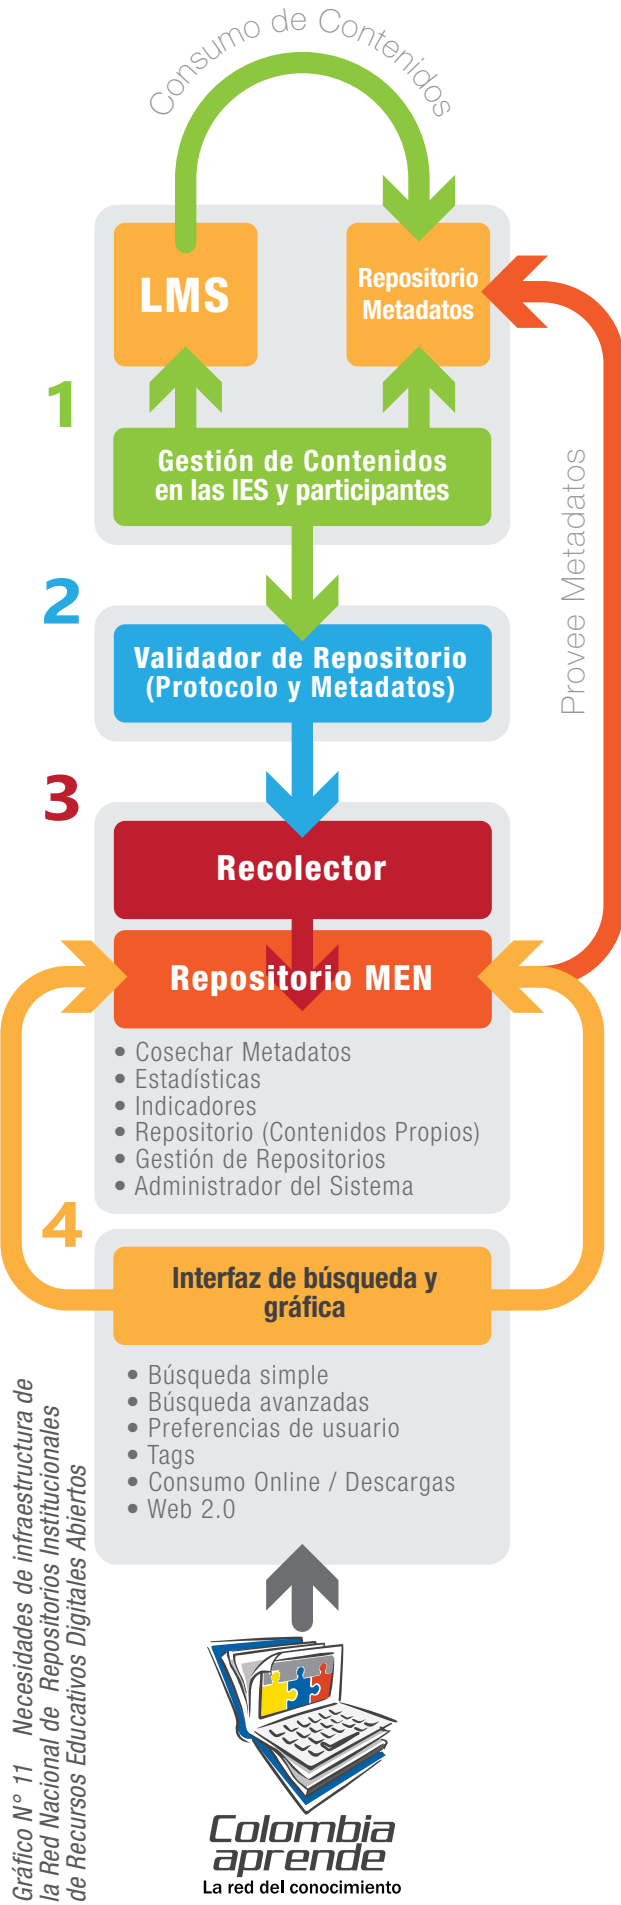 Consumo de Contenidos
LMS
Repositorio
Metadatos
1
Gestión de Contenidos
en las IES y participantes
Provee Metadatos
2
Validador de Repositorio
(Protocolo y Metadatos)
3
Recolector
Repositorio MEN
• Cosechar Metadatos
• Estadísticas
• Indicadores
• Repositorio (Contenidos Propios)
• Gestión de Repositorios
• Administrador del Sistema
4
Interfaz de búsqueda y
gráfica
• Búsqueda simple
• Búsqueda avanzadas
• Preferencias de usuario
• Tags
• Consumo Online / Descargas
• Web 2.0
Gráfico N° 11 Necesidades de infraestructura de
la Red Nacional de Repositorios Institucionales
de Recursos Educativos Digitales Abiertos
Colombia
aprende
La red del conocimiento